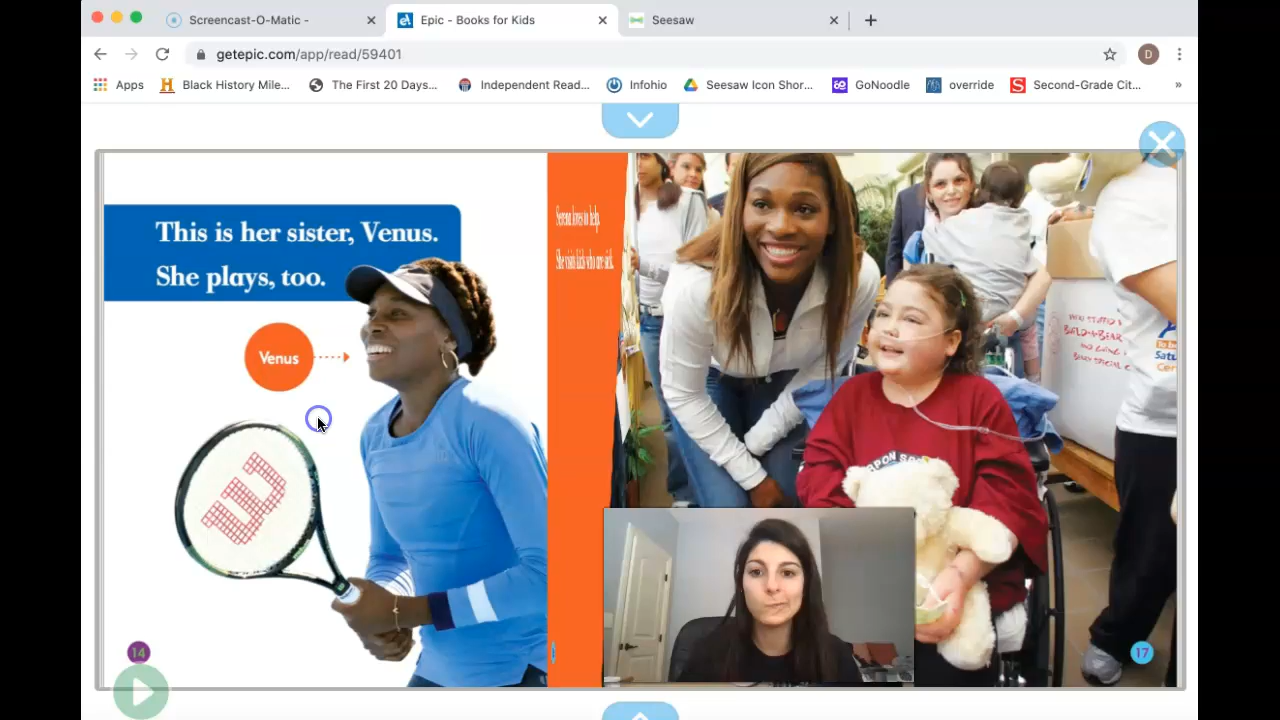 Screencast-O-Matic -
Epic - Books for Kids
Seesaw
getepic.com/app/read/59401
D
Apps
Black History Mile...
The First 20 Days...
Independent Read...
Infohio
Seesaw Icon Shor...
GoNoodle
override
Second-Grade Cit...
»
This is her sister, Venus.
She plays, too.
Venus
14
Serena loves to help.
She visits kids who are sick.
BUILD-A-BEAR
17